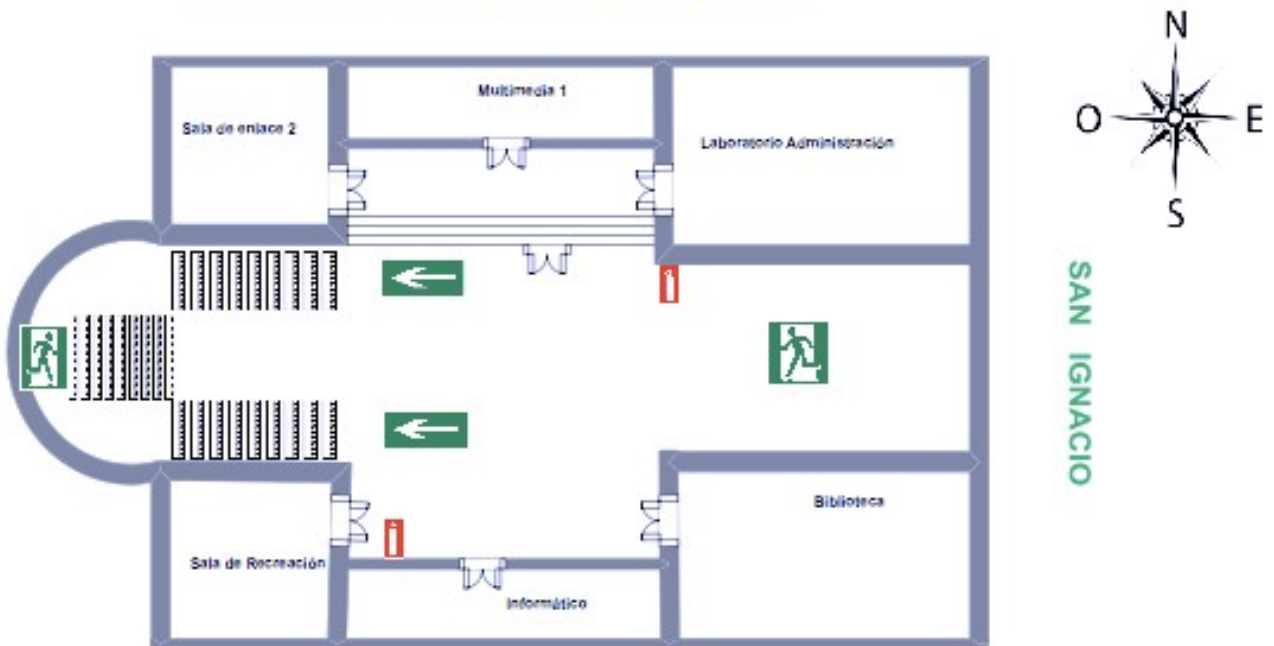 N
Multimedia 1
Sala de enlace 2
O
E
Laboratorio Administración
S
SAN IGNACIO
Biblioteca
Sala de Recreación
Informático